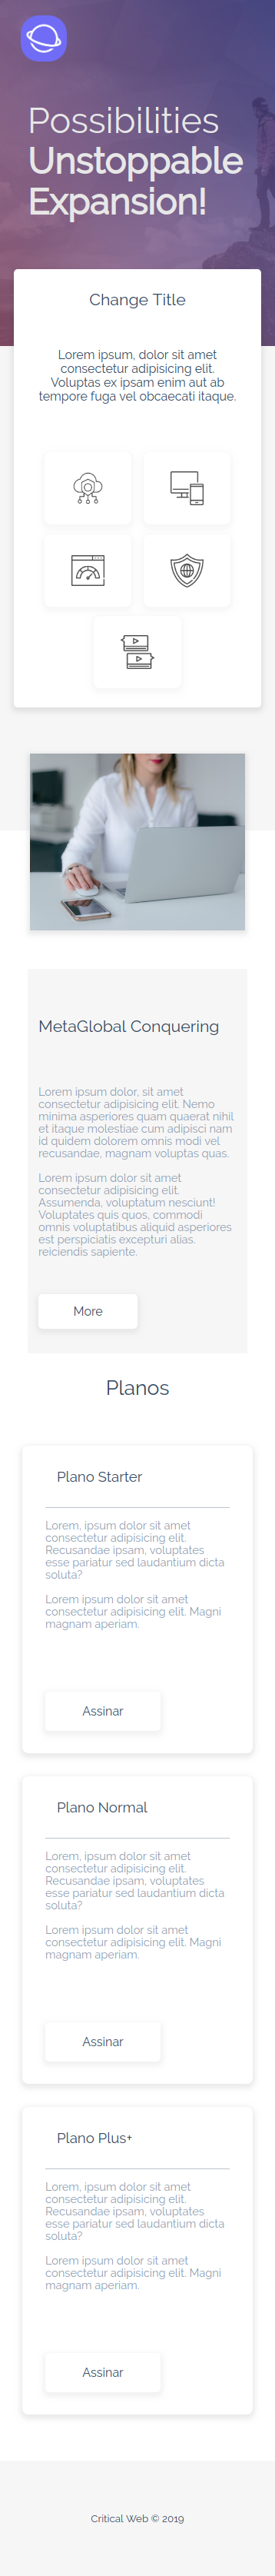 Possibilities
Unstoppable
Expansion!
Change Title
Lorem ipsum, dolor sit amet
consectetur adipisicing elit.
Voluptas ex ipsam enim aut ab
tempore fuga vel obcaecati itaque.
MetaGlobal Conquering
Lorem ipsum dolor, sit amet
consectetur adipisicing elit. Nemo
minima asperiores quam quaerat nihil
et itaque molestiae cum adipisci nam
id quidem dolorem omnis modi vel
recusandae, magnam voluptas quas.
Lorem ipsum dolor sit amet
consectetur adipisicing elit.
Assumenda, voluptatum nesciunt!
Voluptates quis quos, commodi
omnis voluptatibus aliquid asperiores
est perspiciatis excepturi alias.
reiciendis sapiente.
More
Planos
Plano Starter
Lorem, ipsum dolor sit amet
consectetur adipisicing elit.
Recusandae ipsam, voluptates
esse pariatur sed laudantium dicta
soluta?
Lorem ipsum dolor sit amet
consectetur adipisicing elit. Magni
magnam aperiam.
Assinar
Plano Normal
Lorem, ipsum dolor sit amet
consectetur adipisicing elit.
Recusandae ipsam, voluptates
esse pariatur sed laudantium dicta
soluta?
Lorem ipsum dolor sit amet
consectetur adipisicing elit. Magni
magnam aperiam.
Assinar
Plano Plus+
Lorem, ipsum dolor sit amet
consectetur adipisicing elit.
Recusandae ipsam, voluptates
esse pariatur sed laudantium dicta
soluta?
Lorem ipsum dolor sit amet
consectetur adipisicing elit. Magni
magnam aperiam.
Assinar
Critical Web © 2019